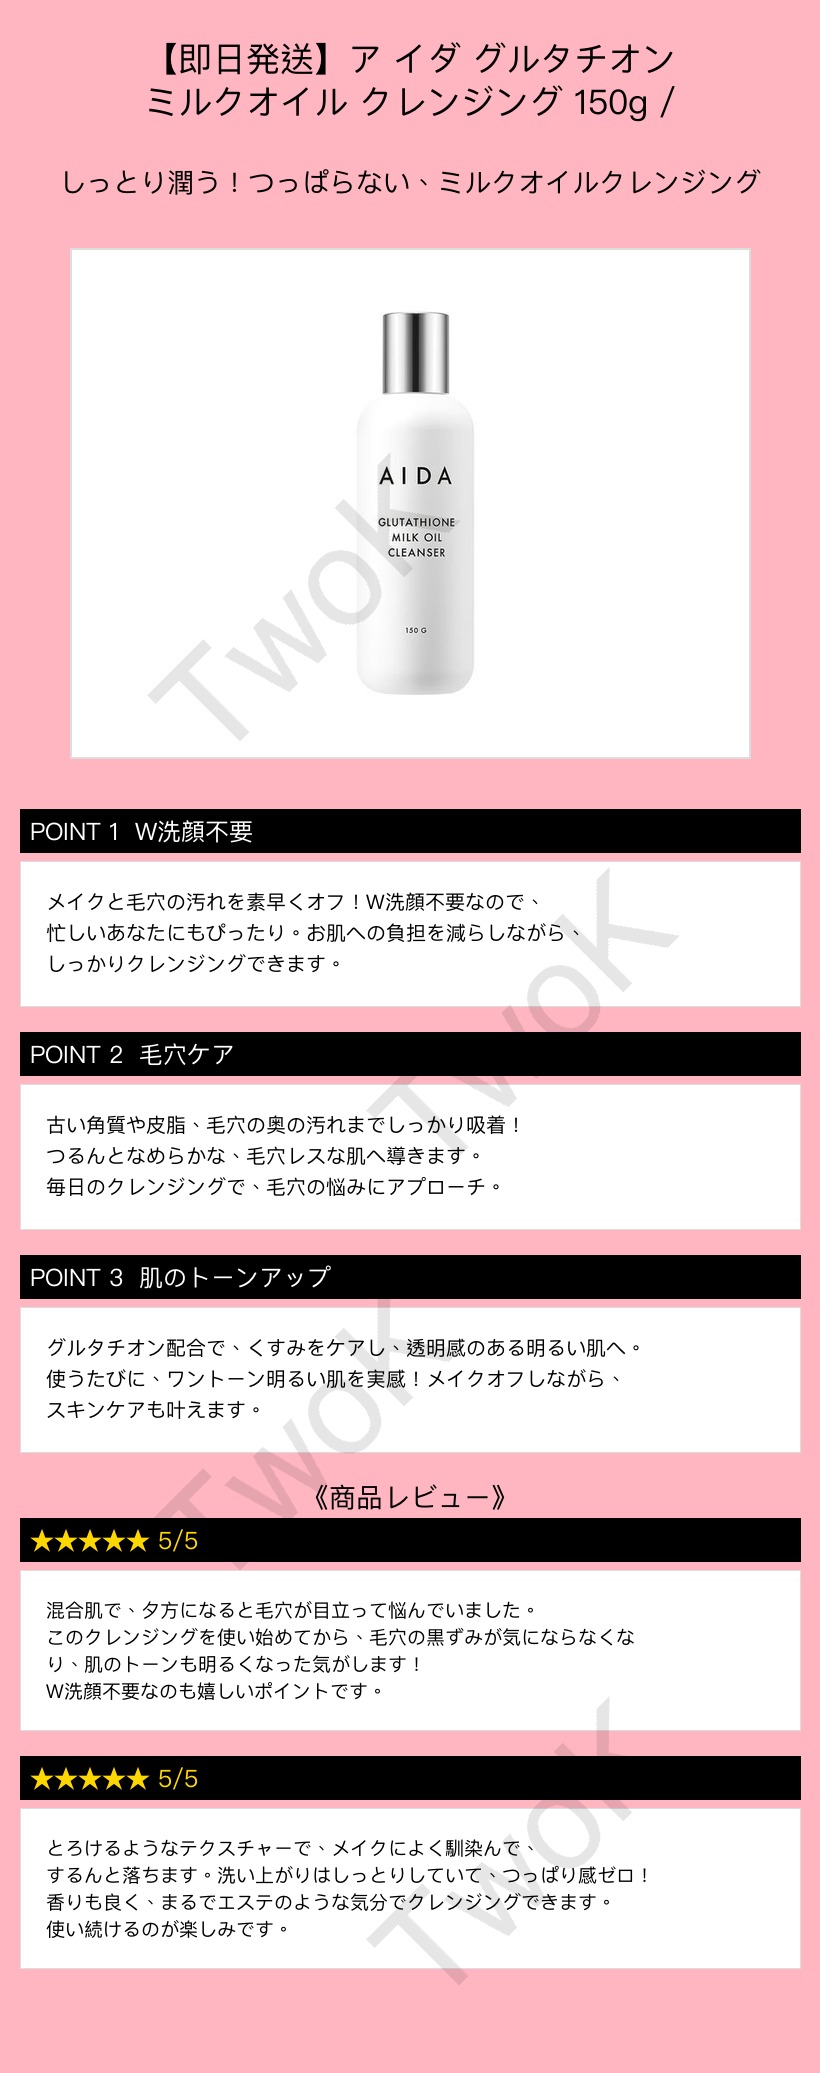 【即日発送】ア イダ グルタチオン
ミルクオイル クレンジング 150g /
しっとり潤う！つっぱらない、ミルクオイルクレンジング
AIDA
GLUTATHIONE
MILK OIL
CLEANSER
150 G
TwoK
POINT 1 W洗顔不要
メイクと毛穴の汚れを素早くオフ！W洗顔不要なので、
忙しいあなたにもぴったり。お肌への負担を減らしながら、
しっかりクレンジングできます。
TwoK
POINT 2 毛穴ケア
古い角質や皮脂、毛穴の奥の汚れまでしっかり吸着！
つるんとなめらかな、毛穴レスな肌へ導きます。
毎日のクレンジングで、毛穴の悩みにアプローチ。
POINT 3 肌のトーンアップ
グルタチオン配合で、くすみをケアし、透明感のある明るい肌へ。
使うたびに、ワントーン明るい肌を実感！メイクオフしながら、
スキンケアも叶えます。
TwoK
《商品レビュー》
★★★★★ 5/5
混合肌で、夕方になると毛穴が目立って悩んでいました。
このクレンジングを使い始めてから、毛穴の黒ずみが気にならなくな
り、肌のトーンも明るくなった気がします！
W洗顔不要なのも嬉しいポイントです。
★★★★★ 5/5
とろけるようなテクスチャーで、メイクによく馴染んで、
するんと落ちます。洗い上がりはしっとりしていて、つっぱり感ゼロ！
香りも良く、まるでエステのような気分でクレンジングできます。
使い続けるのが楽しみです。
TwoK